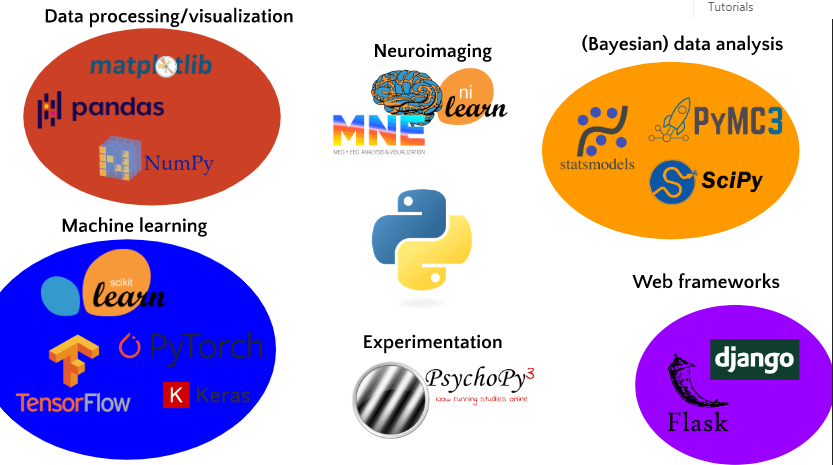 Tutorials
Data processing/visualization
matplotlib
pandas
NumPy
Neuroimaging
ni
learn
MNE
MEG + EEG ANALYSIS & VISUALIZATION
(Bayesian) data analysis
statsmodels
PyMC3
SciPy
Machine learning
scikit
learn
PyTorch
TensorFlow
K Keras
Experimentation
PsychoPy3
Now running studies online
Web frameworks
django
Flask